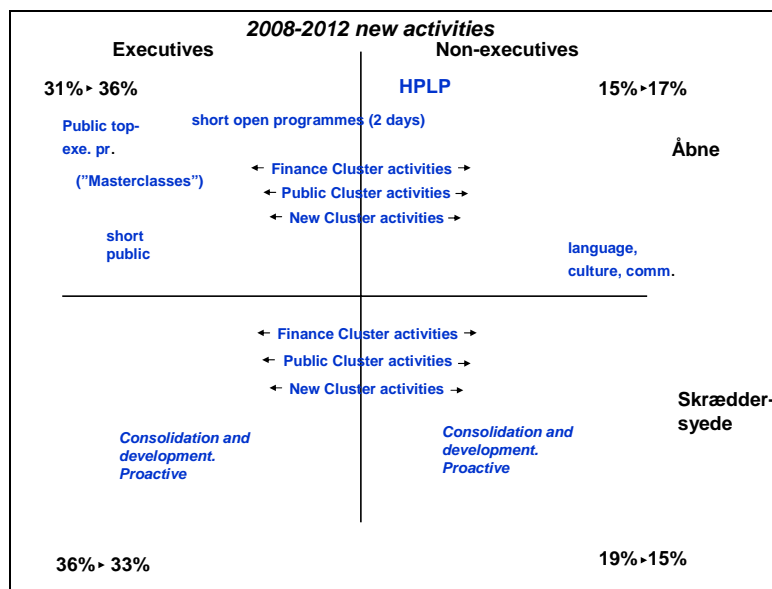 2008-2012 new activities
Executives
Non-executives
31% ▸ 36%
HPLP
15% ▸ 17%
Public top-
exe. pr.
short open programmes (2 days)
Åbne
("Masterclasses")
Finance Cluster activities
Public Cluster activities
New Cluster activities
short
public
language,
culture, comm.
Finance Cluster activities
Public Cluster activities
New Cluster activities
Skrædder-
syede
Consolidation and
development.
Proactive
Consolidation and
development.
Proactive
36% ▸ 33%
19% ▸ 15%